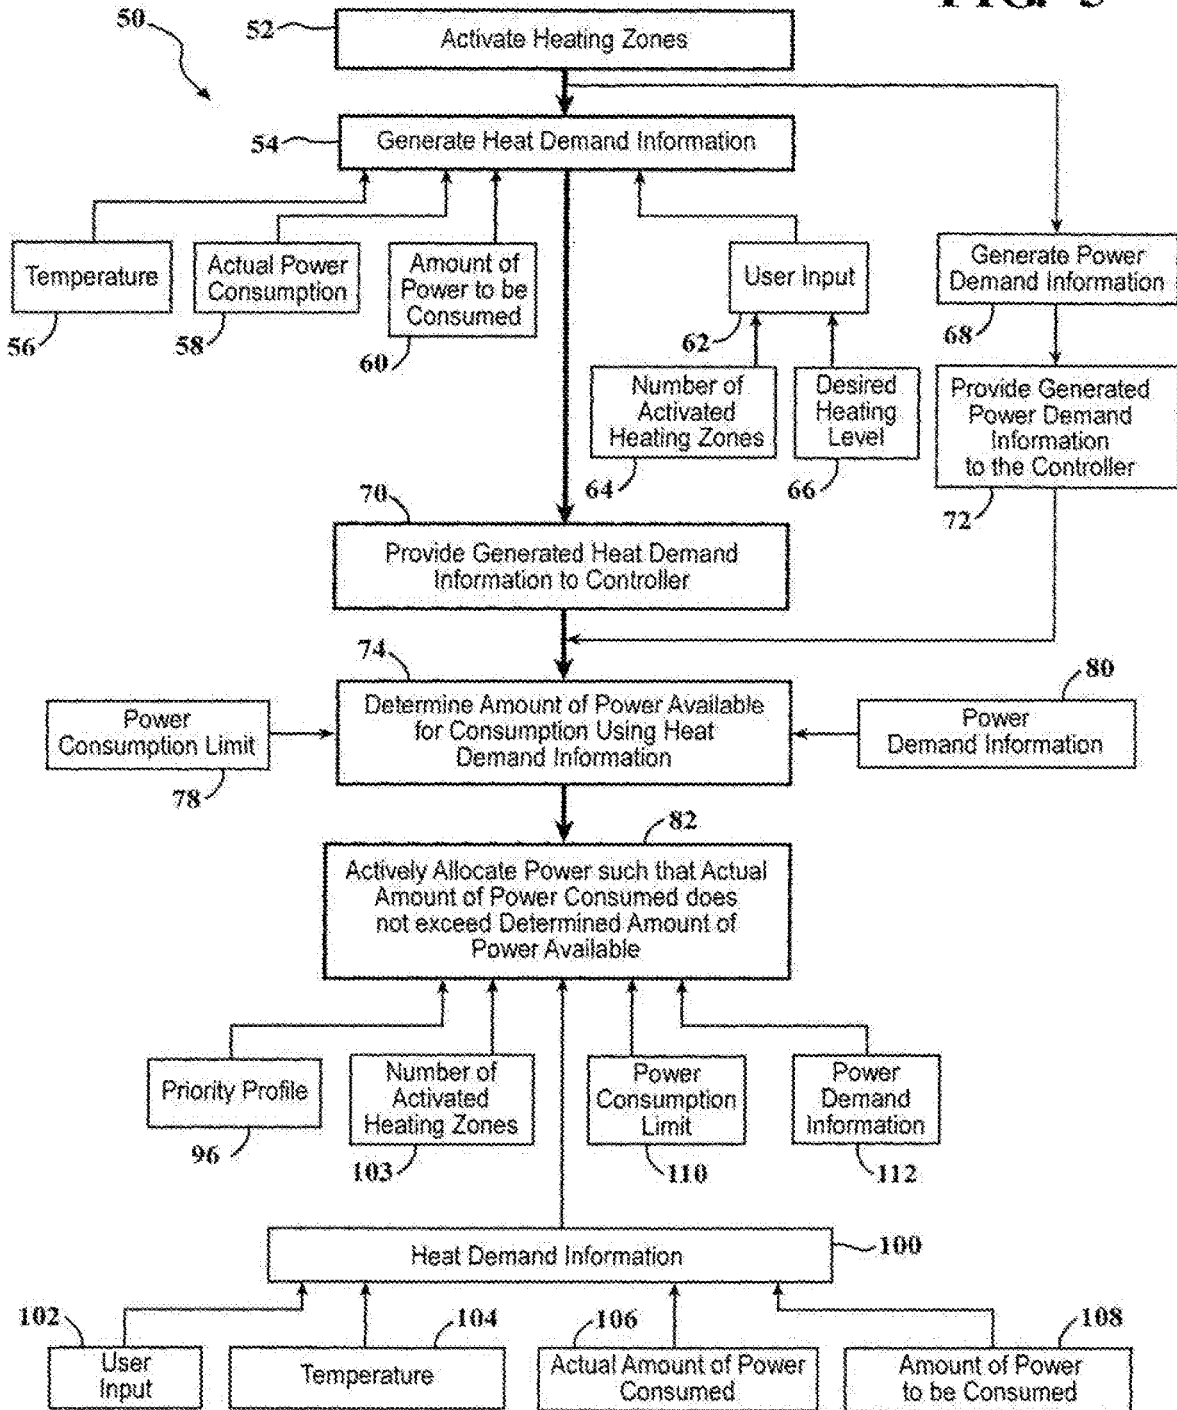 50
52
Activate Heating Zones
54
Generate Heat Demand Information
Temperature
56
Actual Power
Consumption
58
Amount of
Power to be
Consumed
60
User Input
62
Generate Power
Demand Information
68
Number of
Activated
Heating Zones
64
Desired
Heating
Level
66
Provide Generated
Power Demand
Information
to the Controller
72
70
Provide Generated Heat Demand
Information to Controller
74
Determine Amount of Power Available
for Consumption Using Heat
Demand Information
Power
Consumption Limit
78
80
Power
Demand Information
82
Actively Allocate Power such that Actual
Amount of Power Consumed does
not exceed Determined Amount of
Power Available
Priority Profile
96
Number of
Activated
Heating Zones
103
Power
Consumption
Limit
110
Power
Demand
Information
112
Heat Demand Information
100
102
User
Input
104
Temperature
106
Actual Amount of Power
Consumed
108
Amount of Power
to be Consumed